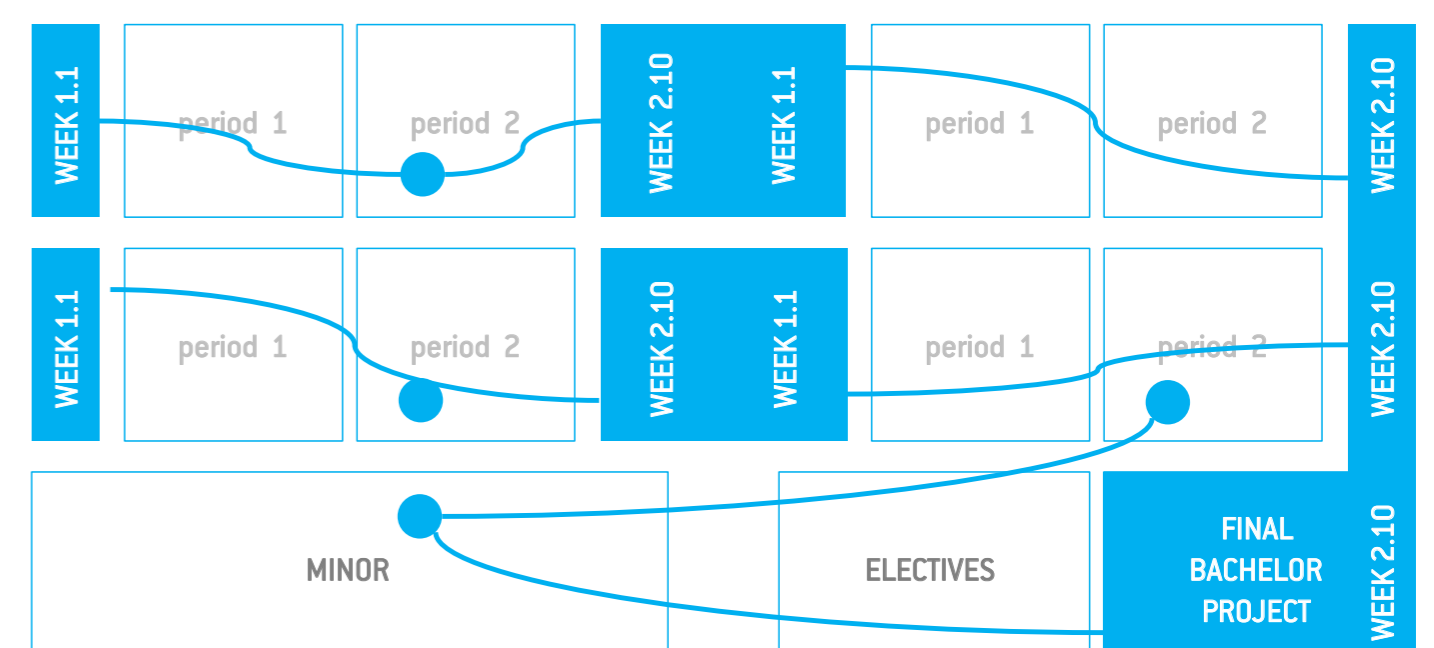 WEEK 1.1
period 1
period 2
WEEK 2.10
WEEK 1.1
period 1
period 2
WEEK 2.10
WEEK 1.1
period 1
period 2
WEEK 2.10
WEEK 1.1
period 1
period 2
WEEK 2.10
MINOR
ELECTIVES
FINAL
BACHELOR
PROJECT
WEEK 2.10